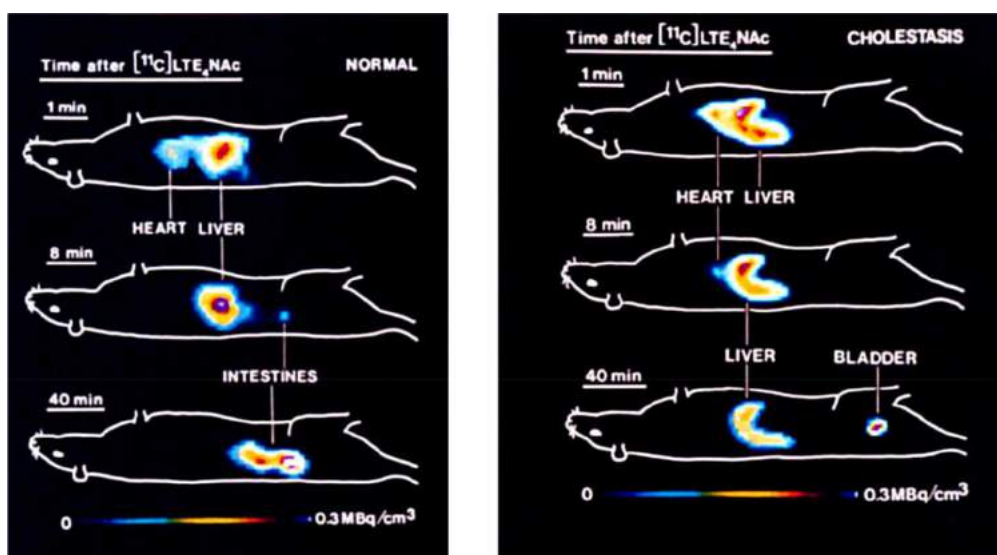 Time after [¹¹C]LTE₄NAc NORMAL
1 min
HEART LIVER
8 min
INTESTINES
40 min
0 0.3MBq/cm³
Time after [¹¹C]LTE₄NAc CHOLESTASIS
1 min
HEART LIVER
8 min
LIVER BLADDER
40 min
0 0.3MBq/cm³